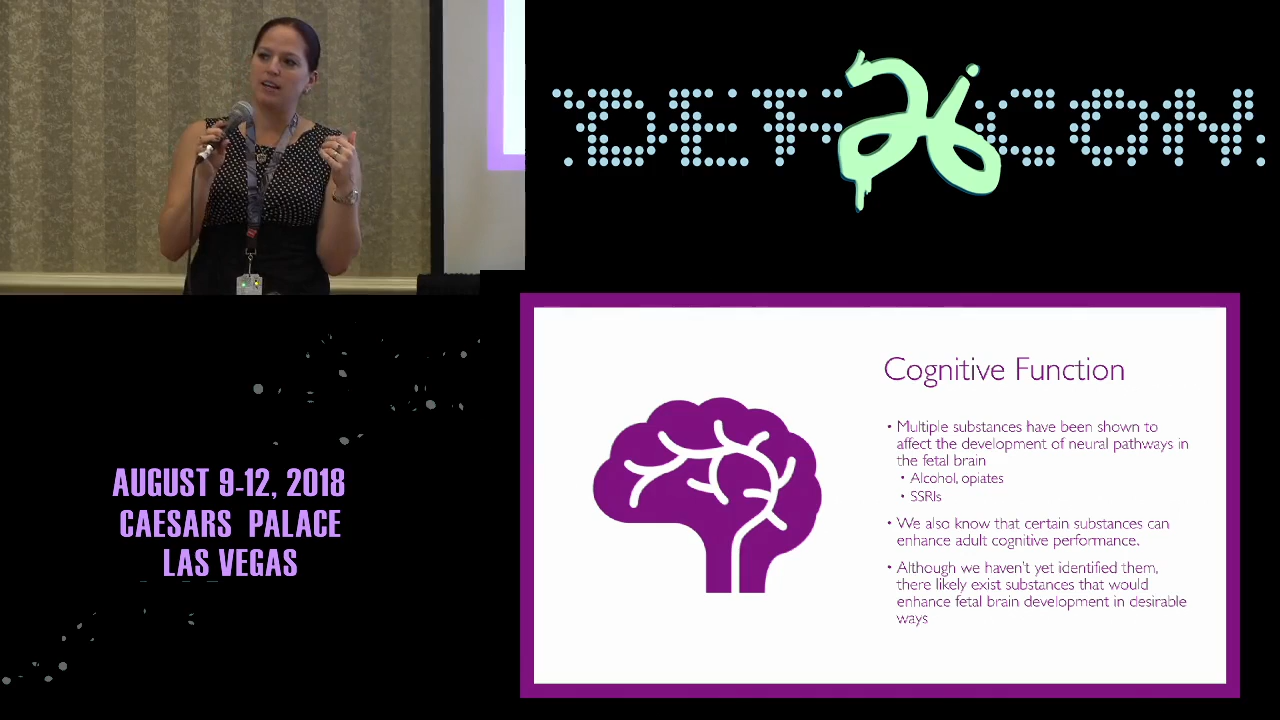 DEF 26 CON
Cognitive Function
• Multiple substances have been shown to
affect the development of neural pathways in
the fetal brain
• Alcohol, opiates
• SSRIs
• We also know that certain substances can
enhance adult cognitive performance.
• Although we haven't yet identified them,
there likely exist substances that would
enhance fetal brain development in desirable
ways
AUGUST 9-12, 2018
CAESARS PALACE
LAS VEGAS